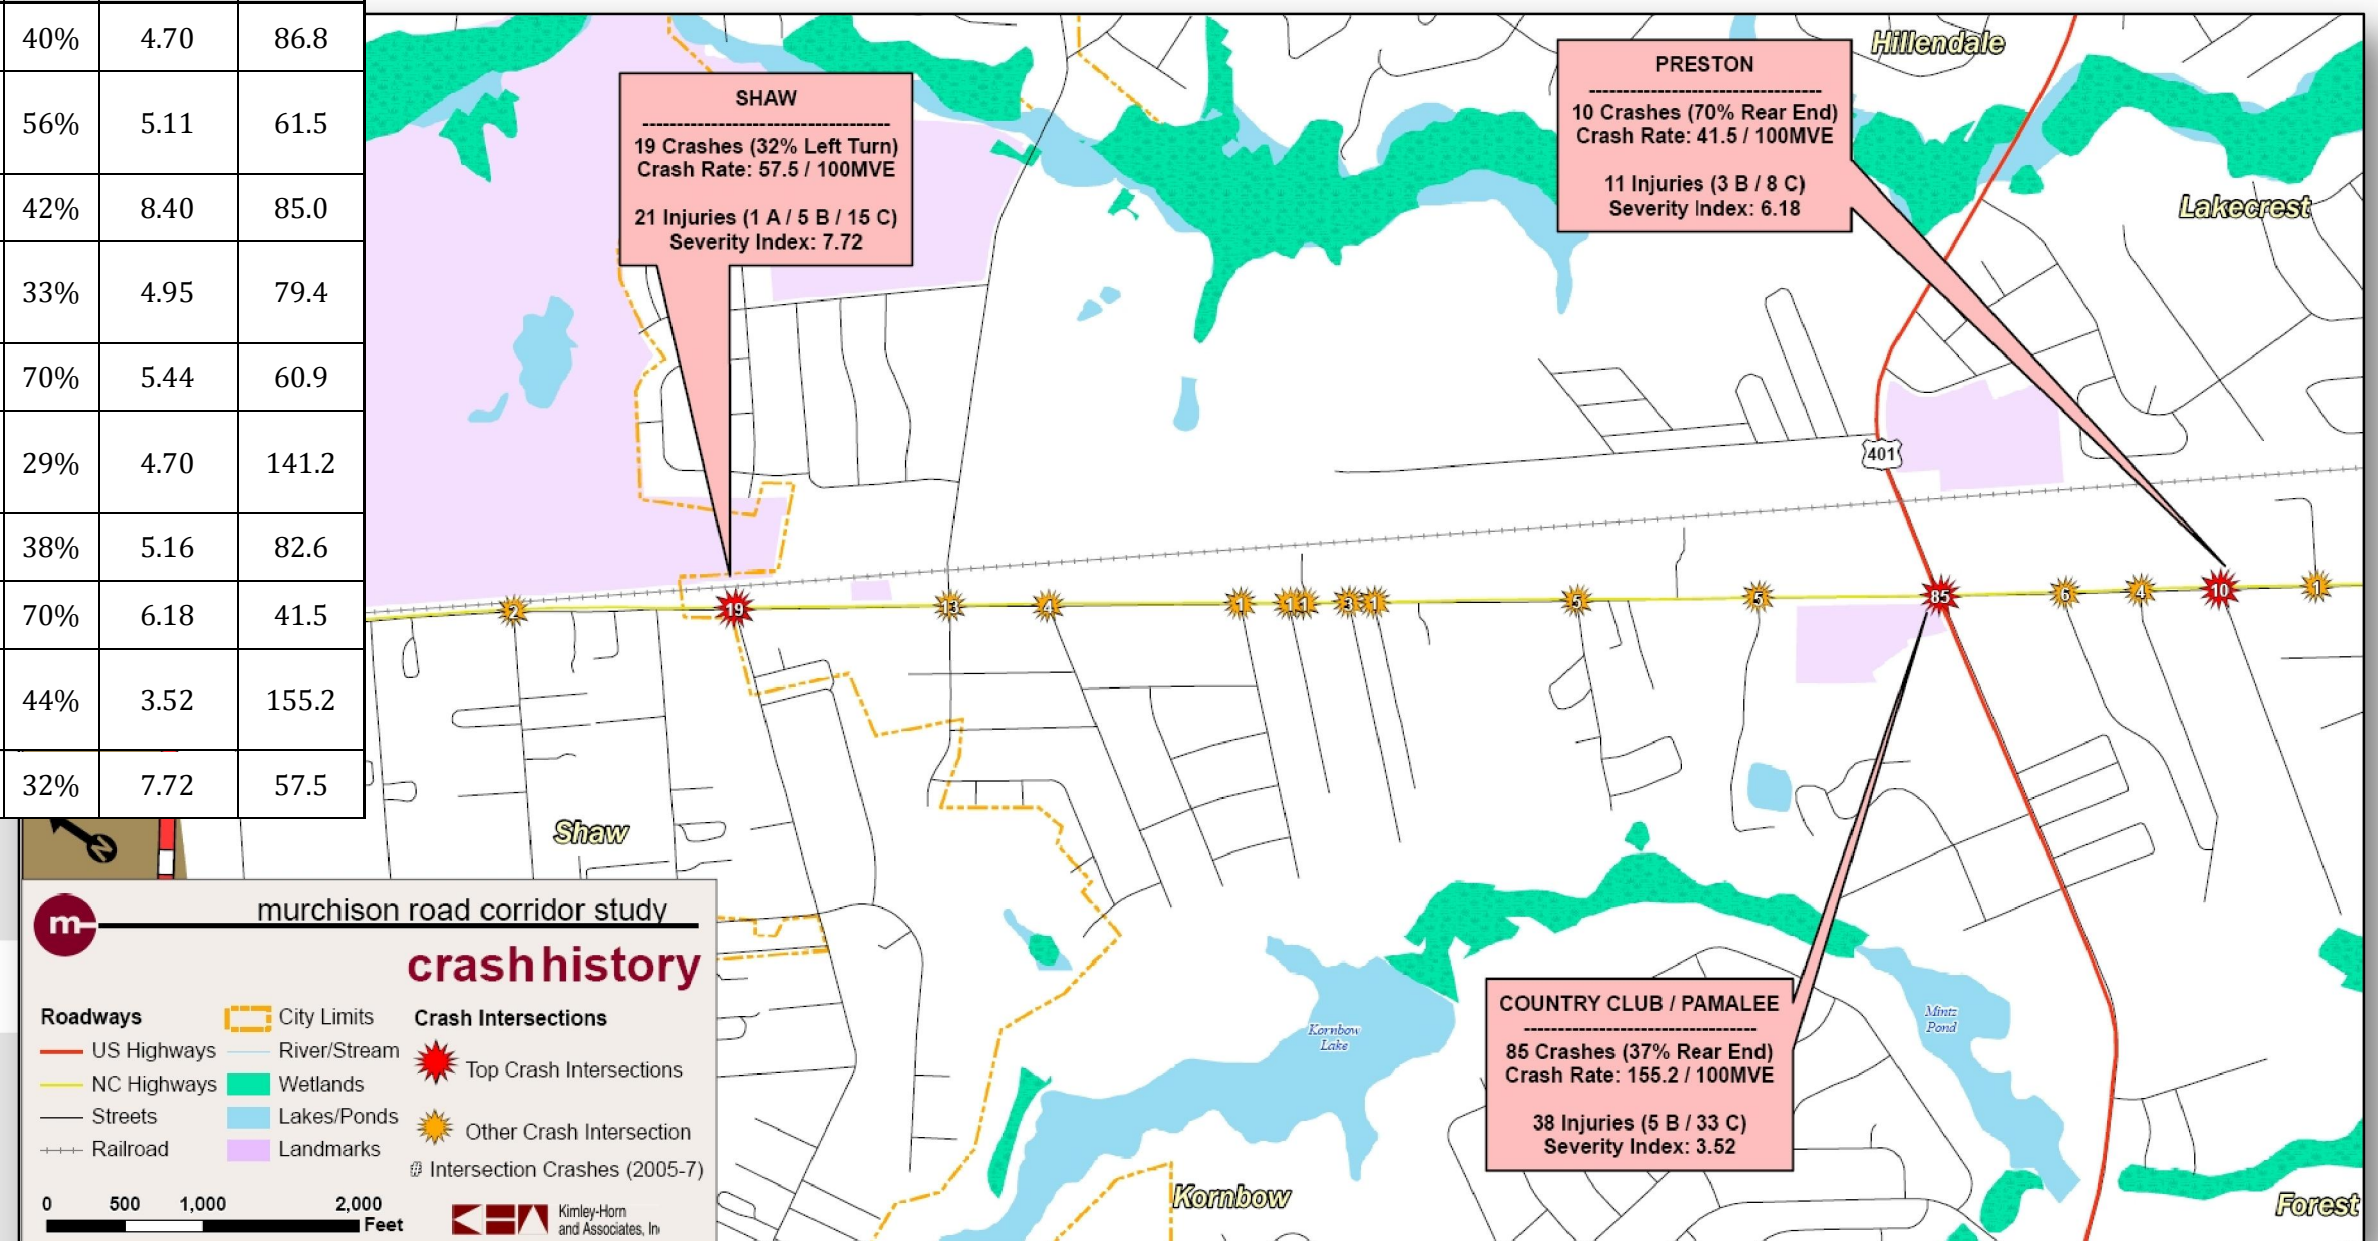 40% 4.70 86.8
56% 5.11 61.5
42% 8.40 85.0
33% 4.95 79.4
70% 5.44 60.9
29% 4.70 141.2
38% 5.16 82.6
70% 6.18 41.5
44% 3.52 155.2
32% 7.72 57.5
SHAW
19 Crashes (32% Left Turn)
Crash Rate: 57.5 / 100MVE
21 Injuries (1 A / 5 B / 15 C)
Severity Index: 7.72
PRESTON
10 Crashes (70% Rear End)
Crash Rate: 41.5 / 100MVE
11 Injuries (3 B / 8 C)
Severity Index: 6.18
Hillendale
Lakecrest
401
2 19 13 4 1 1 1 3 1 5 5 85 6 4 10 1
Shaw
COUNTRY CLUB / PAMALEE
85 Crashes (37% Rear End)
Crash Rate: 155.2 / 100MVE
38 Injuries (5 B / 33 C)
Severity Index: 3.52
Kornbow
Lake
Mintz
Pond
Kornbow
Forest
N
m
murchison road corridor study
crash history
Roadways
US Highways
NC Highways
Streets
Railroad
City Limits
River/Stream
Wetlands
Lakes/Ponds
Landmarks
Crash Intersections
Top Crash Intersections
Other Crash Intersection
# Intersection Crashes (2005-7)
0 500 1,000 2,000
Feet
Kimley-Horn
and Associates, In